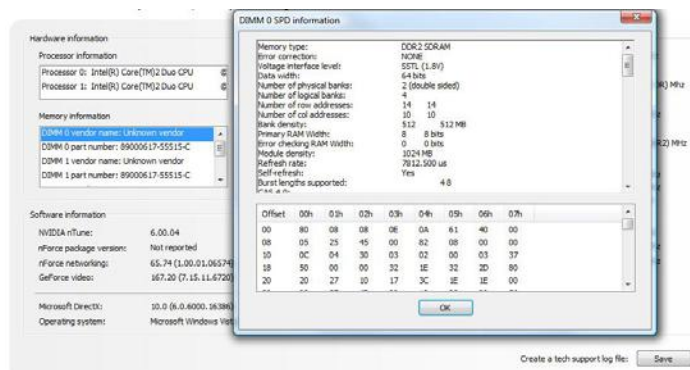 DIMM 0 SPD information
Hardware information
Processor information
Processor 0: Intel(R) Core(TM)2 Duo CPU
Processor 1: Intel(R) Core(TM)2 Duo CPU
Memory information
DIMM 0 vendor name: Unknown vendor
DIMM 0 part number: 89000617-55515-C
DIMM 1 vendor name: Unknown vendor
DIMM 1 part number: 89000617-55515-C
Software information
NVIDIA nTune: 6.00.04
nForce package version: Not reported
nForce networking: 65.74 (1.00.01.06574)
GeForce video: 167.20 (7.15.11.6720)
Microsoft DirectX: 10.0 (6.0.6000.16386)
Operating system: Microsoft Windows Vist
Memory type: DDR2 SDRAM
Error correction: NONE
Voltage interface level: SSTL (1.8V)
Data width: 64 bits
Number of physical banks: 2 (double sided)
Number of logical banks: 4
Number of row addresses: 14 14
Number of col addresses: 10 10
Bank density: 512 512 MB
Primary RAM Width: 8 8 bits
Error checking RAM Width: 0 0 bits
Module density: 1024 MB
Refresh rate: 7812.500 us
Self-refresh: Yes
Burst lengths supported: 4 8
Offset 00h 01h 02h 03h 04h 05h 06h 07h
00 80 08 08 0E 0A 61 40 00
08 05 25 45 00 82 08 00 00
10 0C 04 30 03 02 00 03 37
18 50 00 00 32 1E 32 2D 80
20 20 27 10 17 3C 1E 1E 00
OK
R) Mhz
R2) MHz
Create a tech support log file: Save